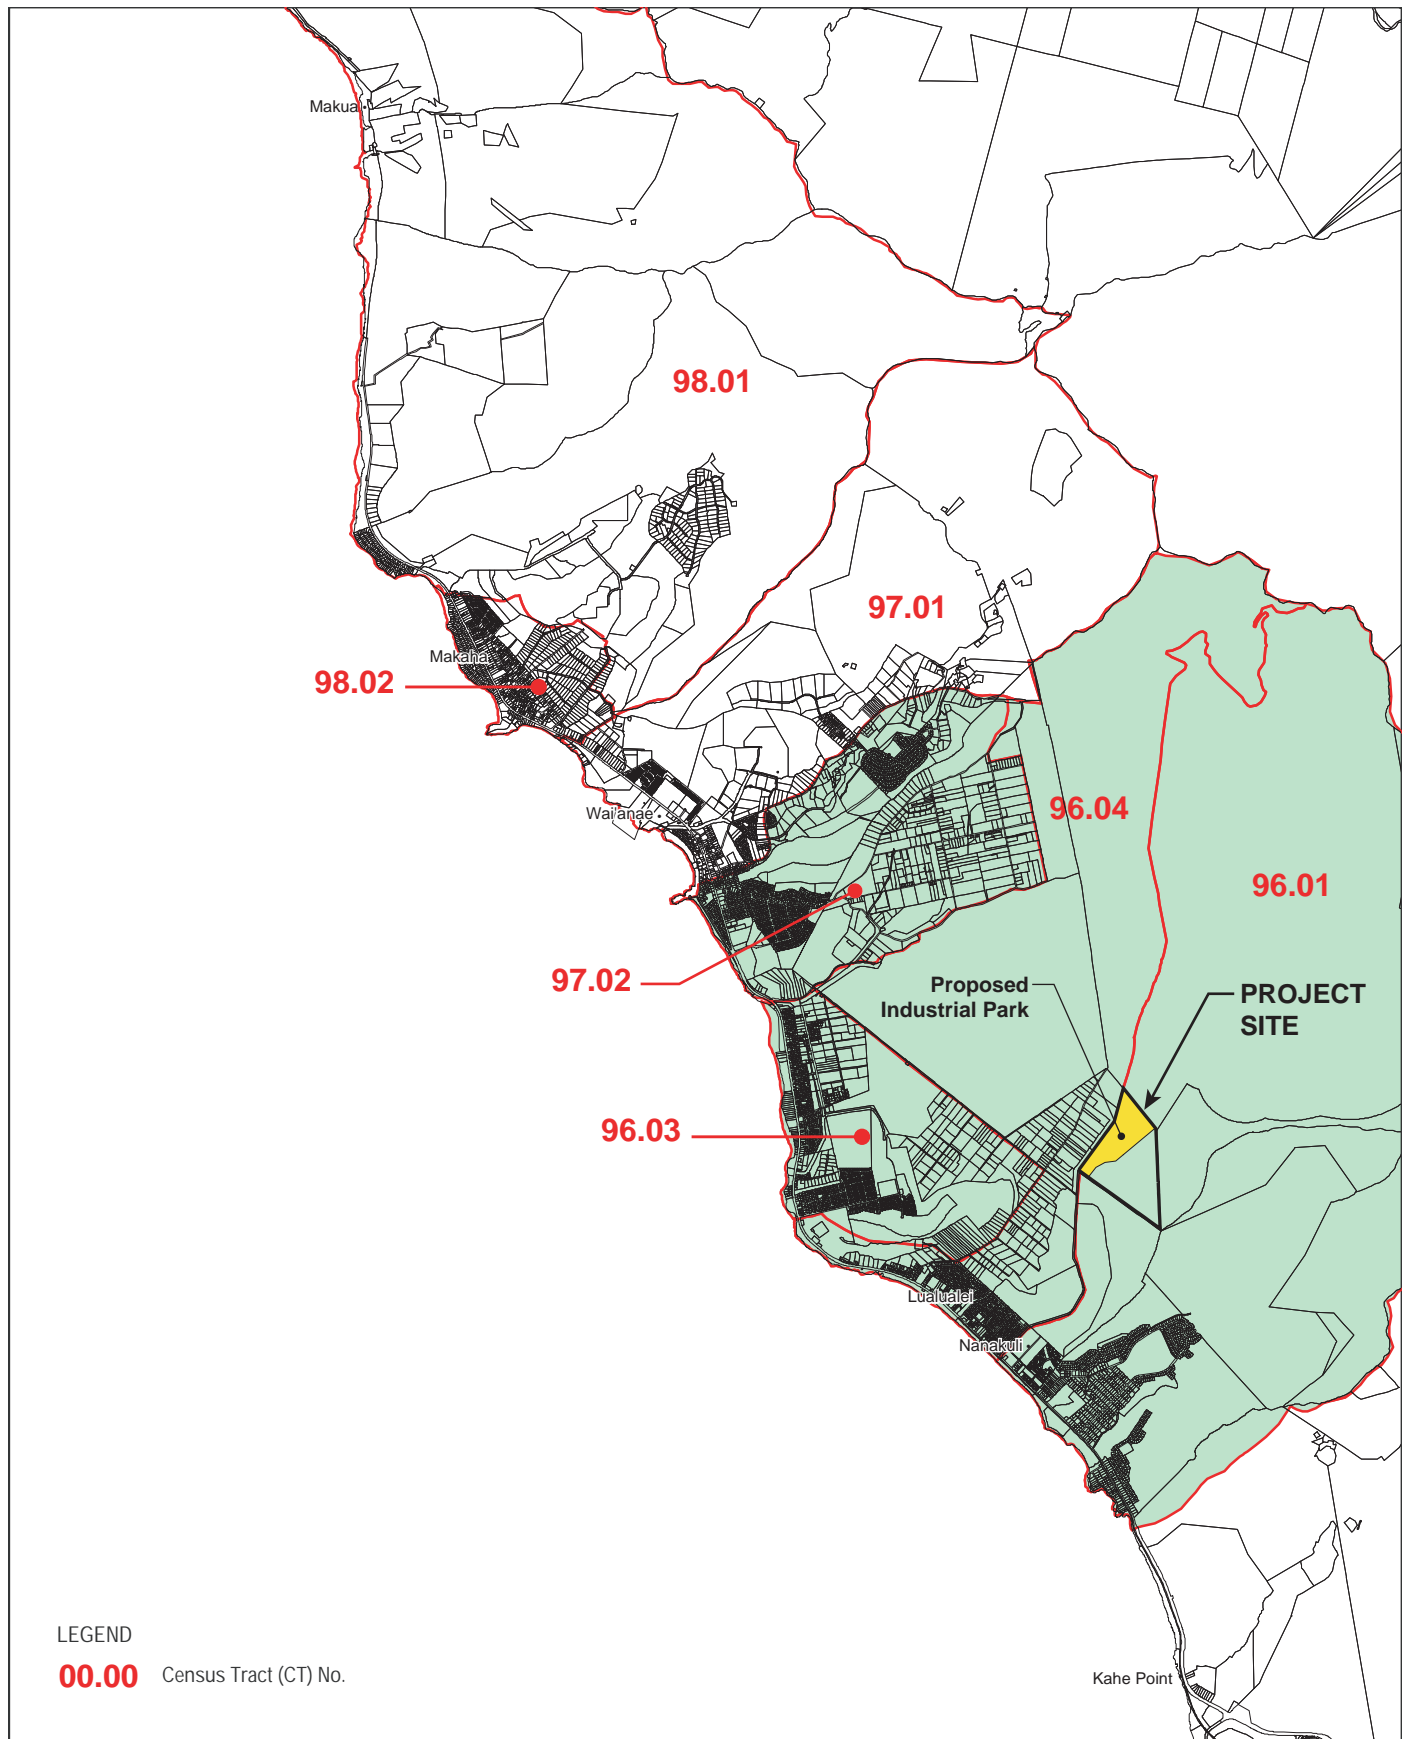 Makua
98.01
97.01
Makaha
98.02
96.04
Wai'anae
96.01
97.02
Proposed
Industrial Park
PROJECT
SITE
96.03
Lualualei
Nanakuli
LEGEND
00.00 Census Tract (CT) No.
Kahe Point